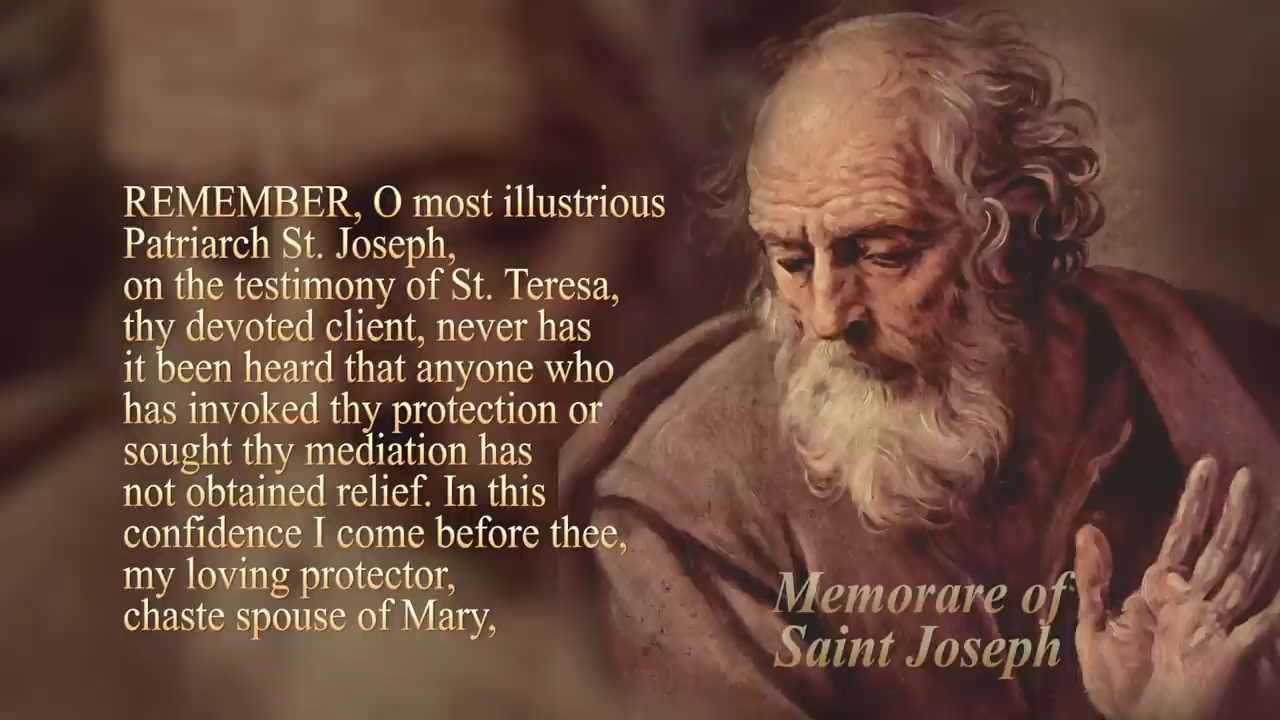 REMEMBER, O most illustrious
Patriarch St. Joseph,
on the testimony of St. Teresa,
thy devoted client, never has
it been heard that anyone who
has invoked thy protection or
sought thy mediation has
not obtained relief. In this
confidence I come before thee,
my loving protector,
chaste spouse of Mary,
Memorare of
Saint Joseph